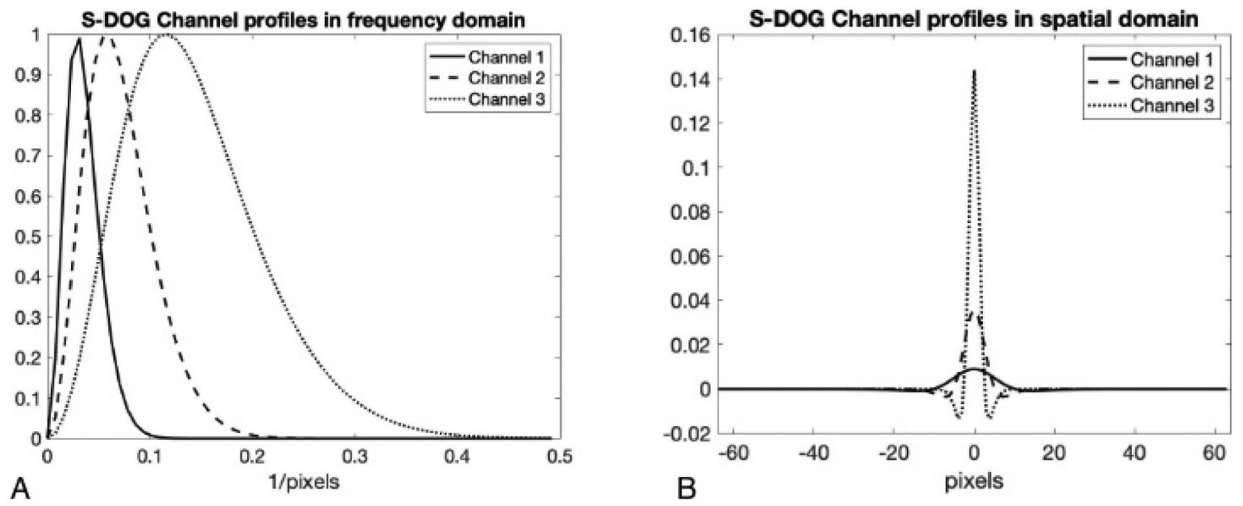 S-DOG Channel profiles in frequency domain
1
0.9
0.8
0.7
0.6
0.5
0.4
0.3
0.2
0.1
0
0
0.1
0.2
0.3
0.4
0.5
1/pixels
Channel 1
Channel 2
Channel 3
A
S-DOG Channel profiles in spatial domain
0.16
0.14
0.12
0.1
0.08
0.06
0.04
0.02
0
-0.02
-60
-40
-20
0
20
40
60
pixels
Channel 1
Channel 2
Channel 3
B